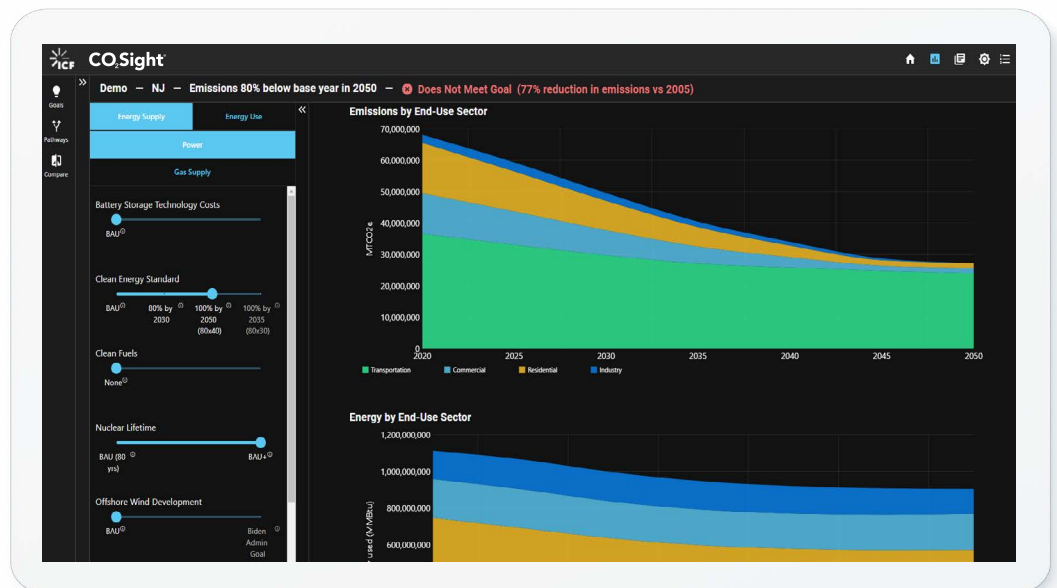 ICF CO2Sight
Demo – NJ – Emissions 80% below base year in 2050 – Does Not Meet Goal (77% reduction in emissions vs 2005)
Goals
Pathways
Compare
Energy Supply Energy Use
Power
Gas Supply
Battery Storage Technology Costs
BAU
Clean Energy Standard
BAU 80% by 100% by 100% by
2030 2050 2035
(80x40) (80x30)
Clean Fuels
None
Nuclear Lifetime
BAU (80 BAU+
yrs)
Offshore Wind Development
BAU Biden
Admin
Goal
Emissions by End-Use Sector
70,000,000
60,000,000
50,000,000
40,000,000
30,000,000
20,000,000
10,000,000
0
MTCO2e
2020 2025 2030 2035 2040 2045 2050
Transportation Commercial Residential Industry
Energy by End-Use Sector
1,200,000,000
1,000,000,000
800,000,000
600,000,000
used (MMBtu)